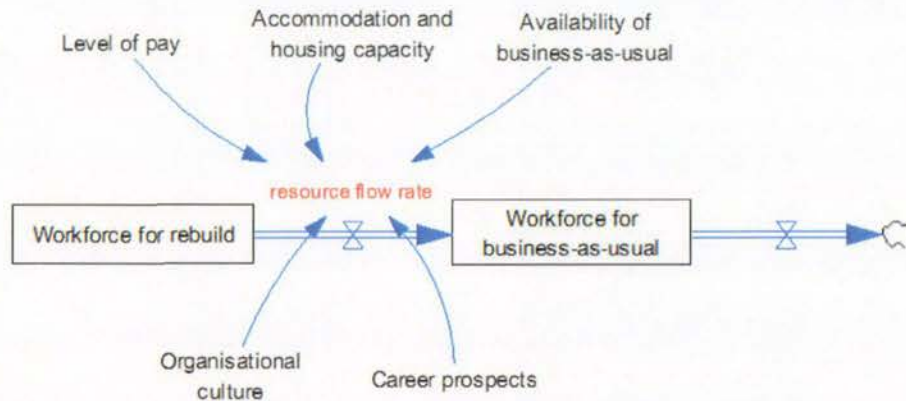 Level of pay
Accommodation and
housing capacity
Availability of
business-as-usual
resource flow rate
Workforce for rebuild
Workforce for
business-as-usual
Organisational
culture
Career prospects